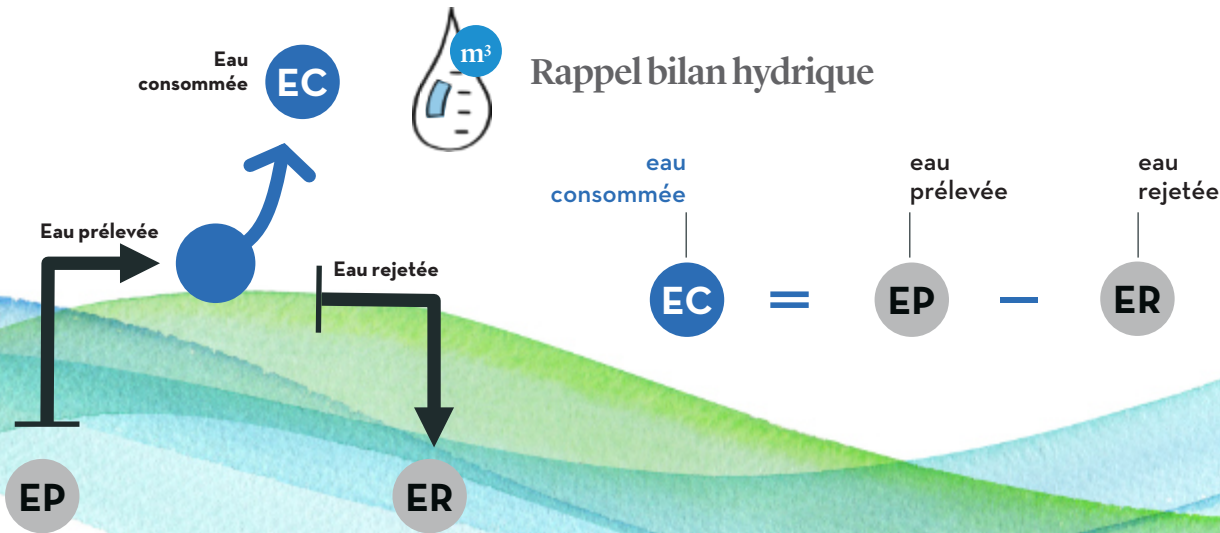 Eau
consommée
EC
m³
Rappel bilan hydrique
eau
consommée
eau
prélevée
eau
rejetée
Eau prélevée
Eau rejetée
EC = EP – ER
EP
ER